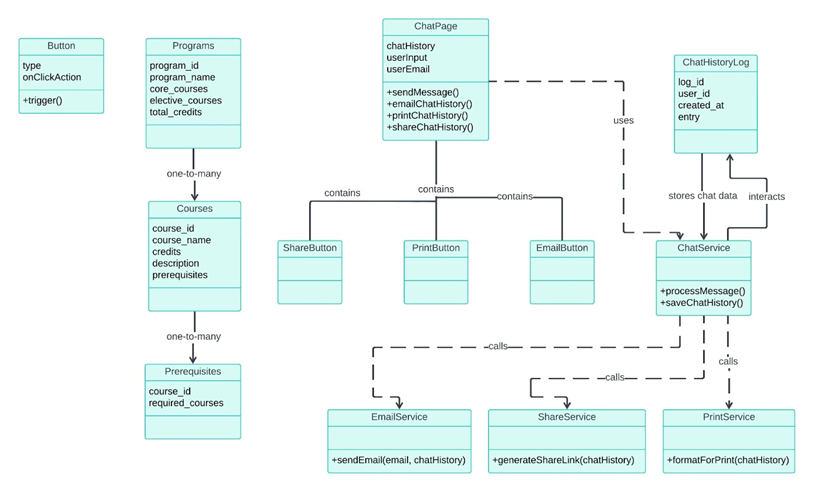 Button
type
onClickAction
+trigger()
Programs
program_id
program_name
core_courses
elective_courses
total_credits
one-to-many
Courses
course_id
course_name
credits
description
prerequisites
one-to-many
Prerequisites
course_id
required_courses
ChatPage
chatHistory
userInput
userEmail
+sendMessage()
+emailChatHistory()
+printChatHistory()
+shareChatHistory()
contains
contains
contains
ShareButton
PrintButton
EmailButton
uses
ChatHistoryLog
log_id
user_id
created_at
entry
stores chat data
interacts
ChatService
+processMessage()
+saveChatHistory()
calls
calls
calls
EmailService
+sendEmail(email, chatHistory)
ShareService
+generateShareLink(chatHistory)
PrintService
+formatForPrint(chatHistory)